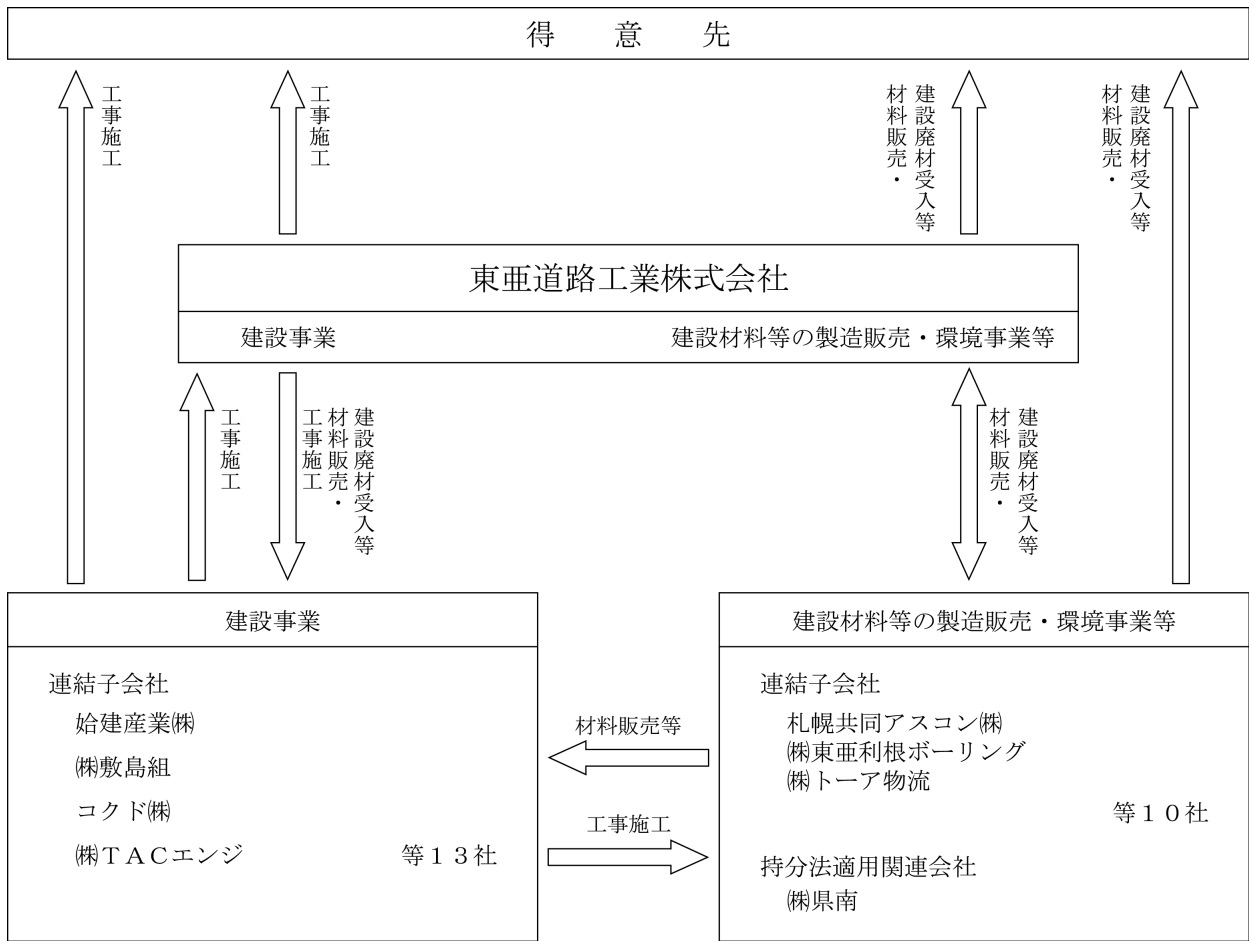 得意先
工事施工
工事施工
建設廃材受入等
材料販売・
建設廃材受入等
材料販売・
東亜道路工業株式会社
建設事業
建設材料等の製造販売・環境事業等
工事施工
建設廃材受入等
材料販売・
工事施工
建設廃材受入等
材料販売・
建設事業
連結子会社
姶建産業㈱
㈱敷島組
コクド㈱
㈱TACエンジ 等13社
材料販売等
工事施工
建設材料等の製造販売・環境事業等
連結子会社
札幌共同アスコン㈱
㈱東亜利根ボーリング
㈱トーア物流
等10社
持分法適用関連会社
㈱県南